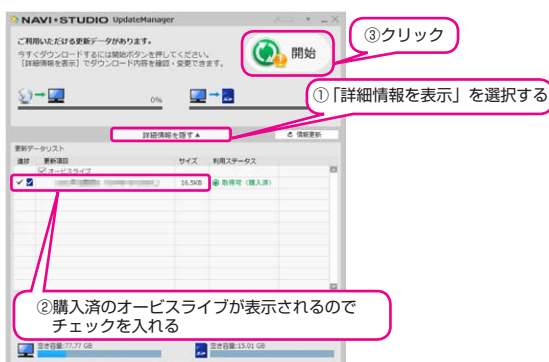 NAVI+STUDIO UpdateManager
ご利用いただける更新データがあります。
今すぐダウンロードするには開始ボタンを押してください。
[詳細情報を表示]でダウンロード内容を確認・変更できます。
開始
③クリック
0%
①「詳細情報を表示」を選択する
詳細情報を隠す▲
情報更新
更新データリスト
進捗 更新項目 サイズ 利用ステータス
オービスライブ
16.5KB 取得可（購入済）
②購入済のオービスライブが表示されるので
チェックを入れる
空き容量:77.77 GB 空き容量:15.01 GB